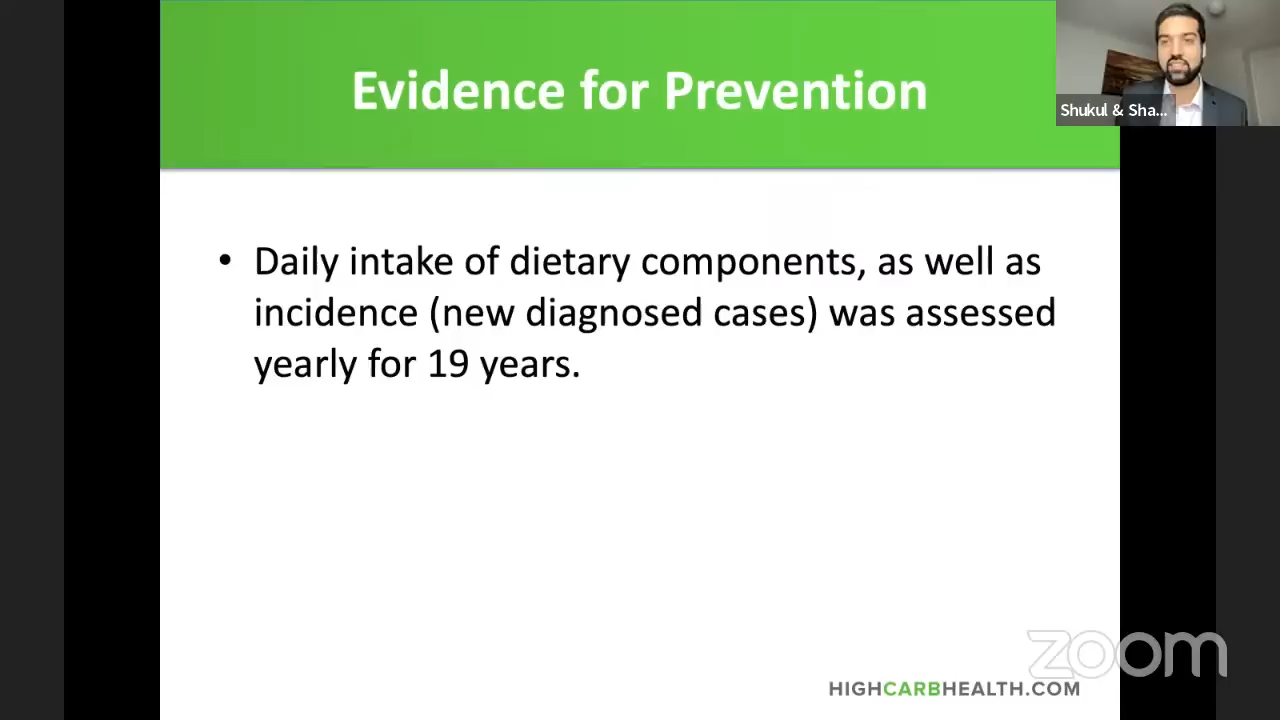 Evidence for Prevention
Shukul & Sha...
• Daily intake of dietary components, as well as
incidence (new diagnosed cases) was assessed
yearly for 19 years.
zoom
HIGHCARBHEALTH.COM